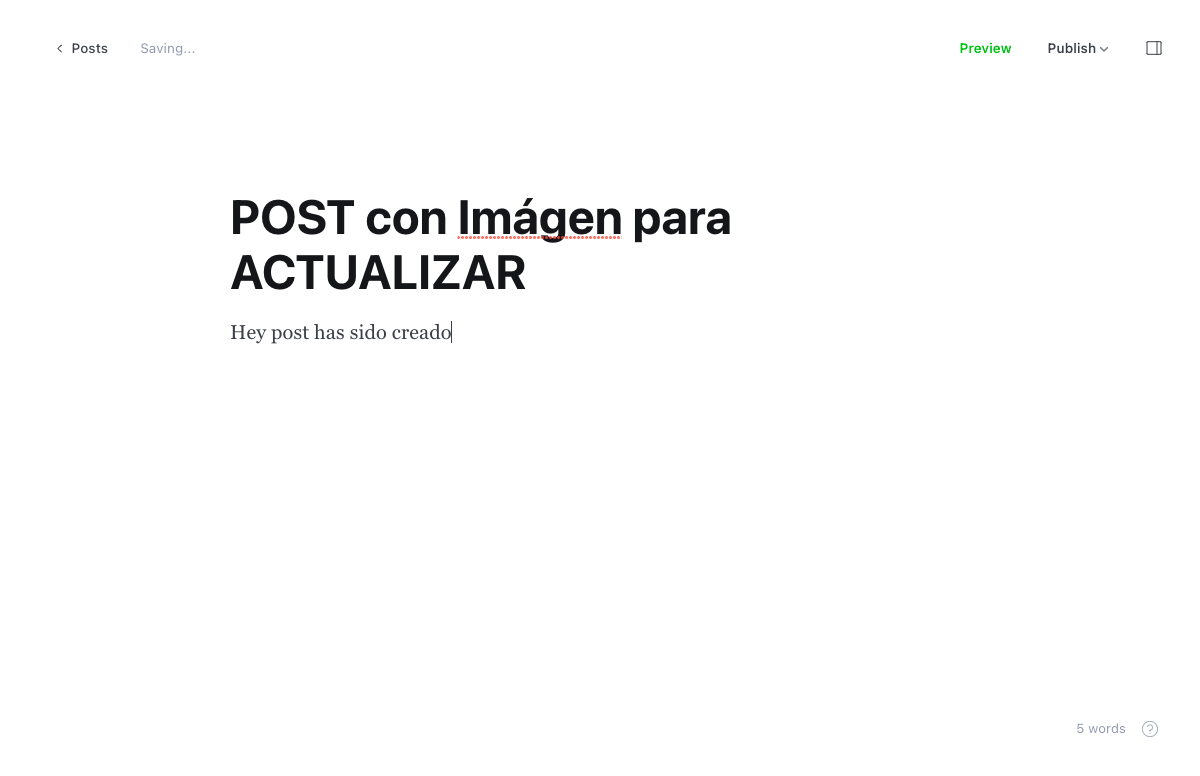 Posts Saving... Preview Publish
POST con Imágen para
ACTUALIZAR
Hey post has sido creado
5 words ?